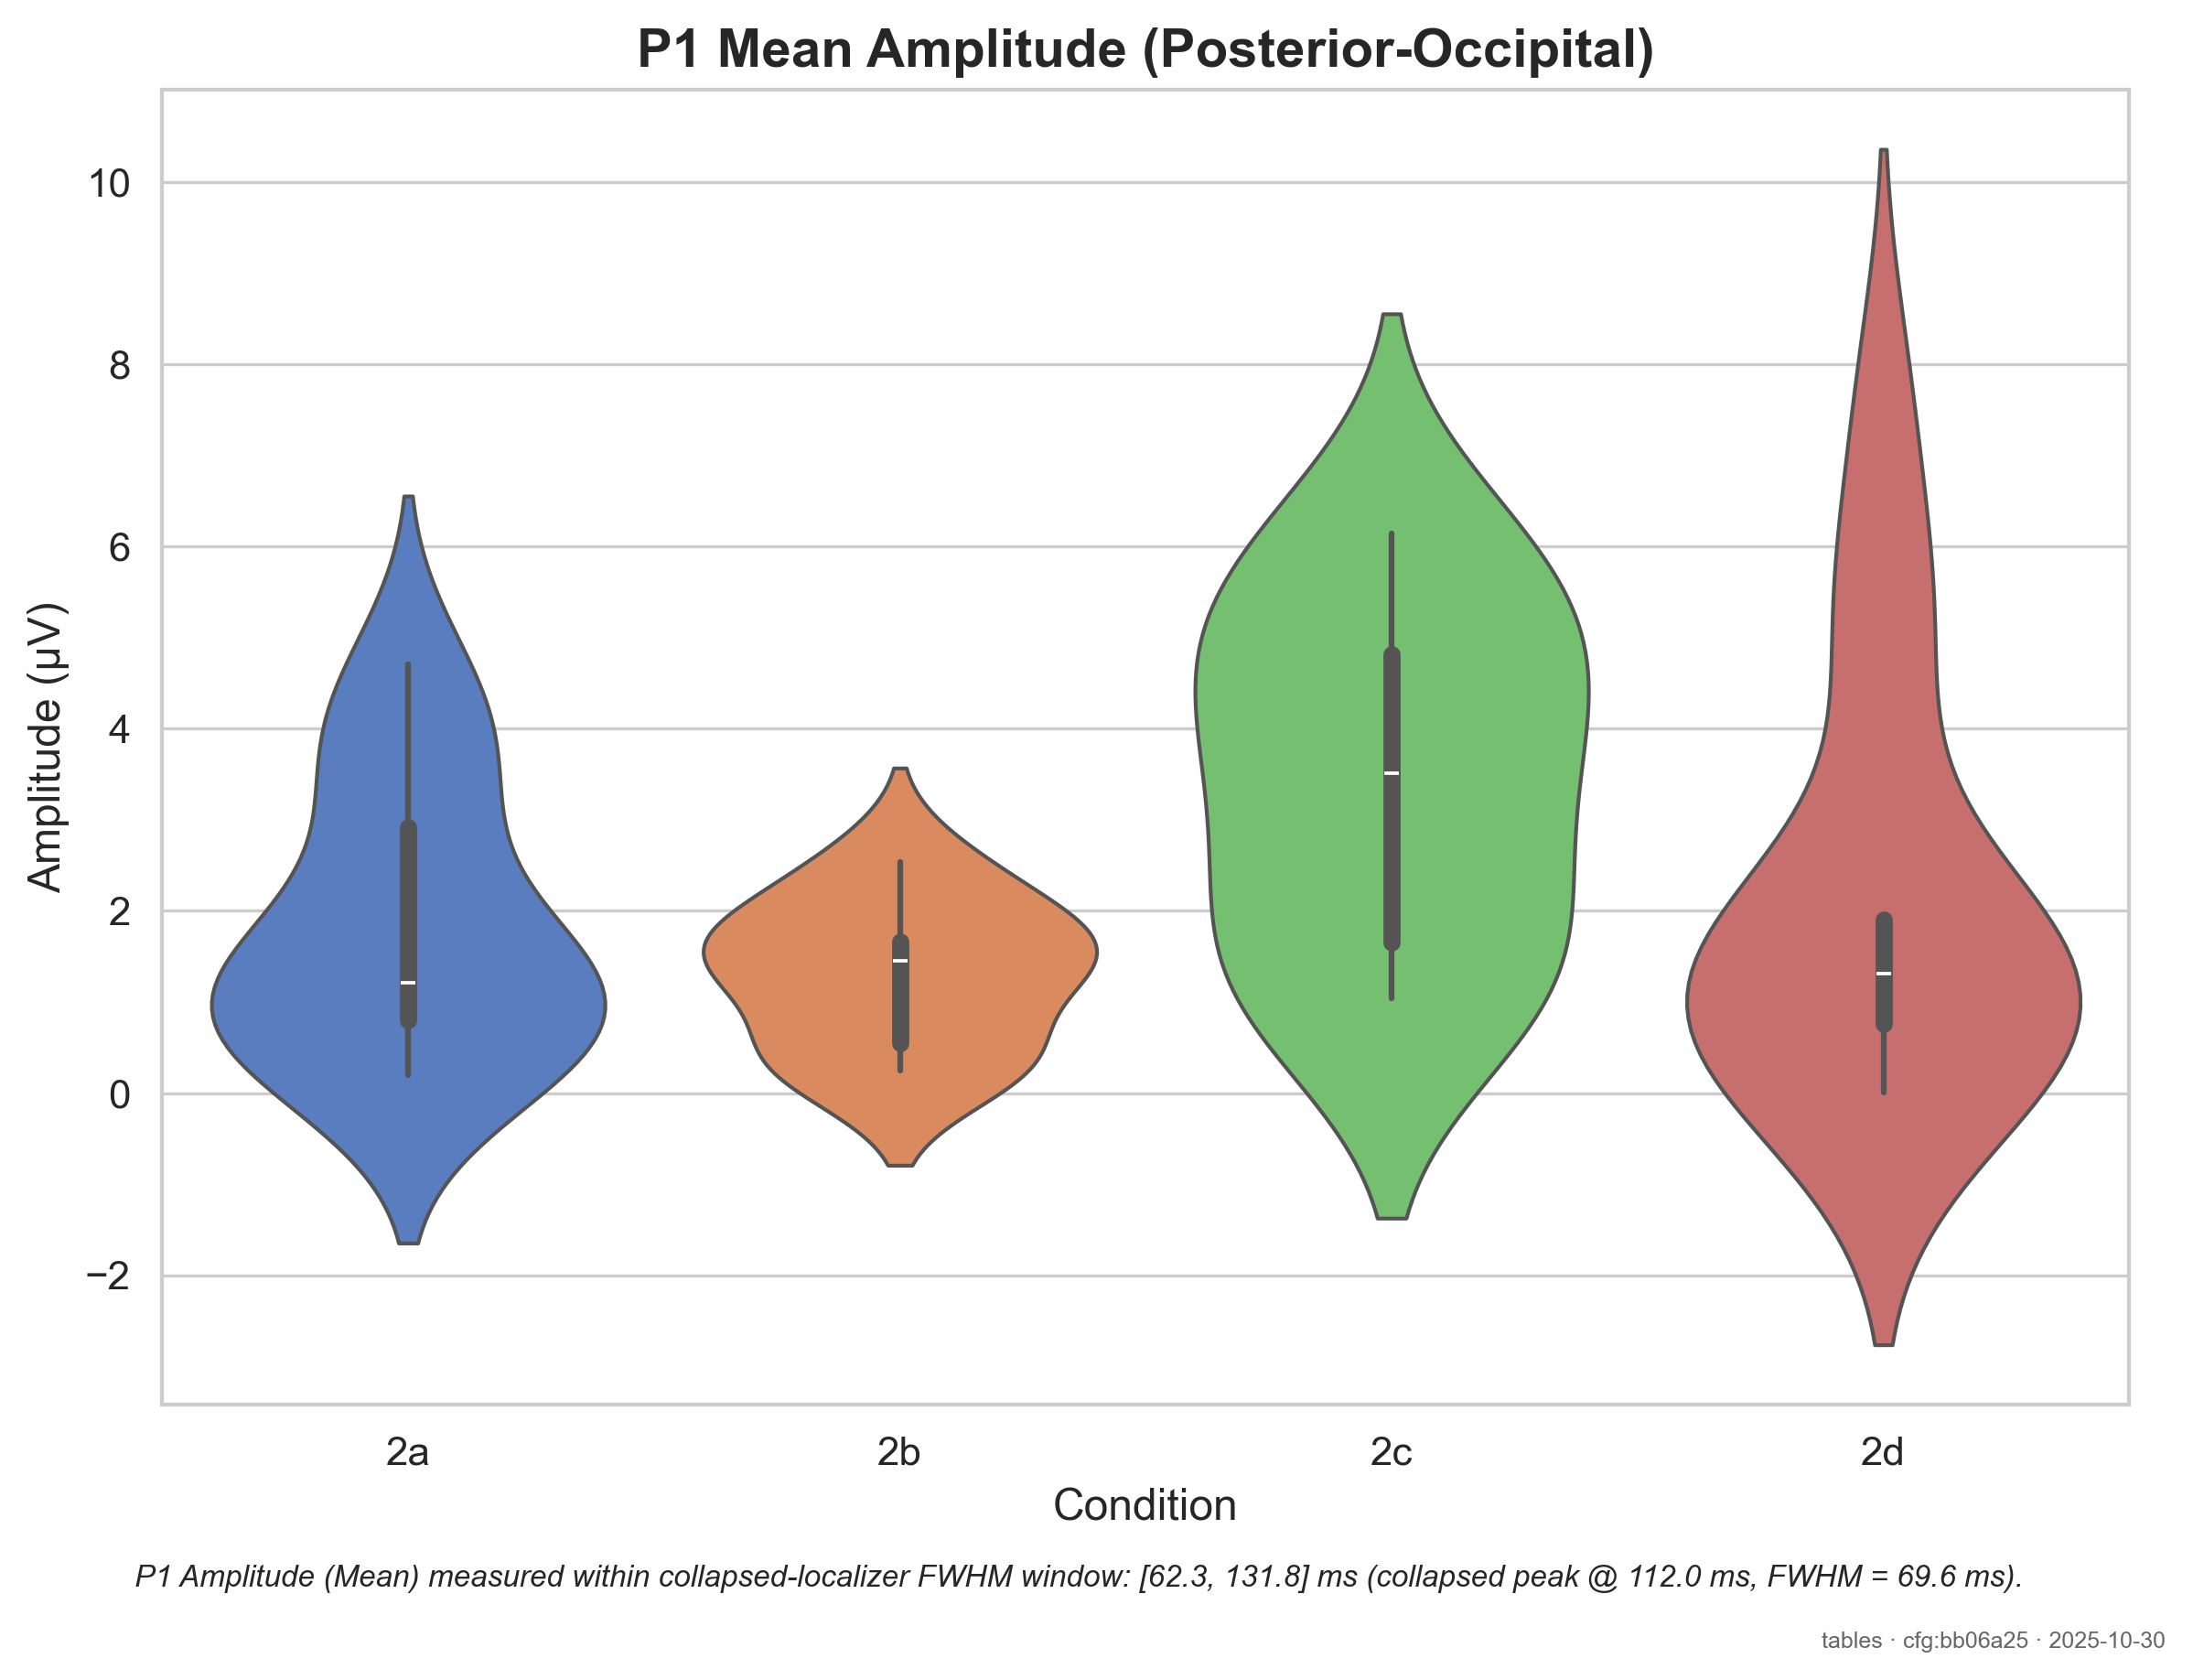 P1 Mean Amplitude (Posterior-Occipital)
Amplitude (µV)
10
8
6
4
2
0
−2
2a 2b 2c 2d
Condition
P1 Amplitude (Mean) measured within collapsed-localizer FWHM window: [62.3, 131.8] ms (collapsed peak @ 112.0 ms, FWHM = 69.6 ms).
tables · cfg:bb06a25 · 2025-10-30